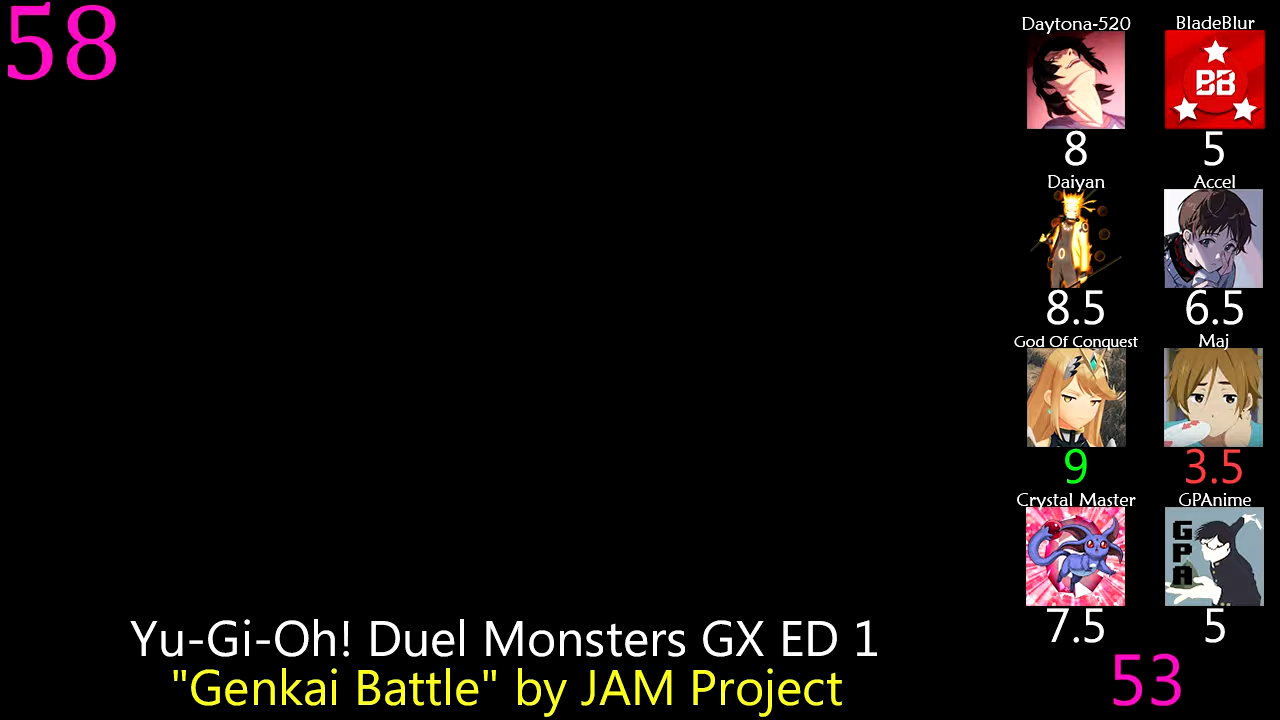 58
Daytona-520 BladeBlur
BB
8 5
Daiyan Accel
8.5 6.5
God Of Conquest Maj
9 3.5
Crystal Master GPAnime
GPA
7.5 5
Yu-Gi-Oh! Duel Monsters GX ED 1
"Genkai Battle" by JAM Project
53